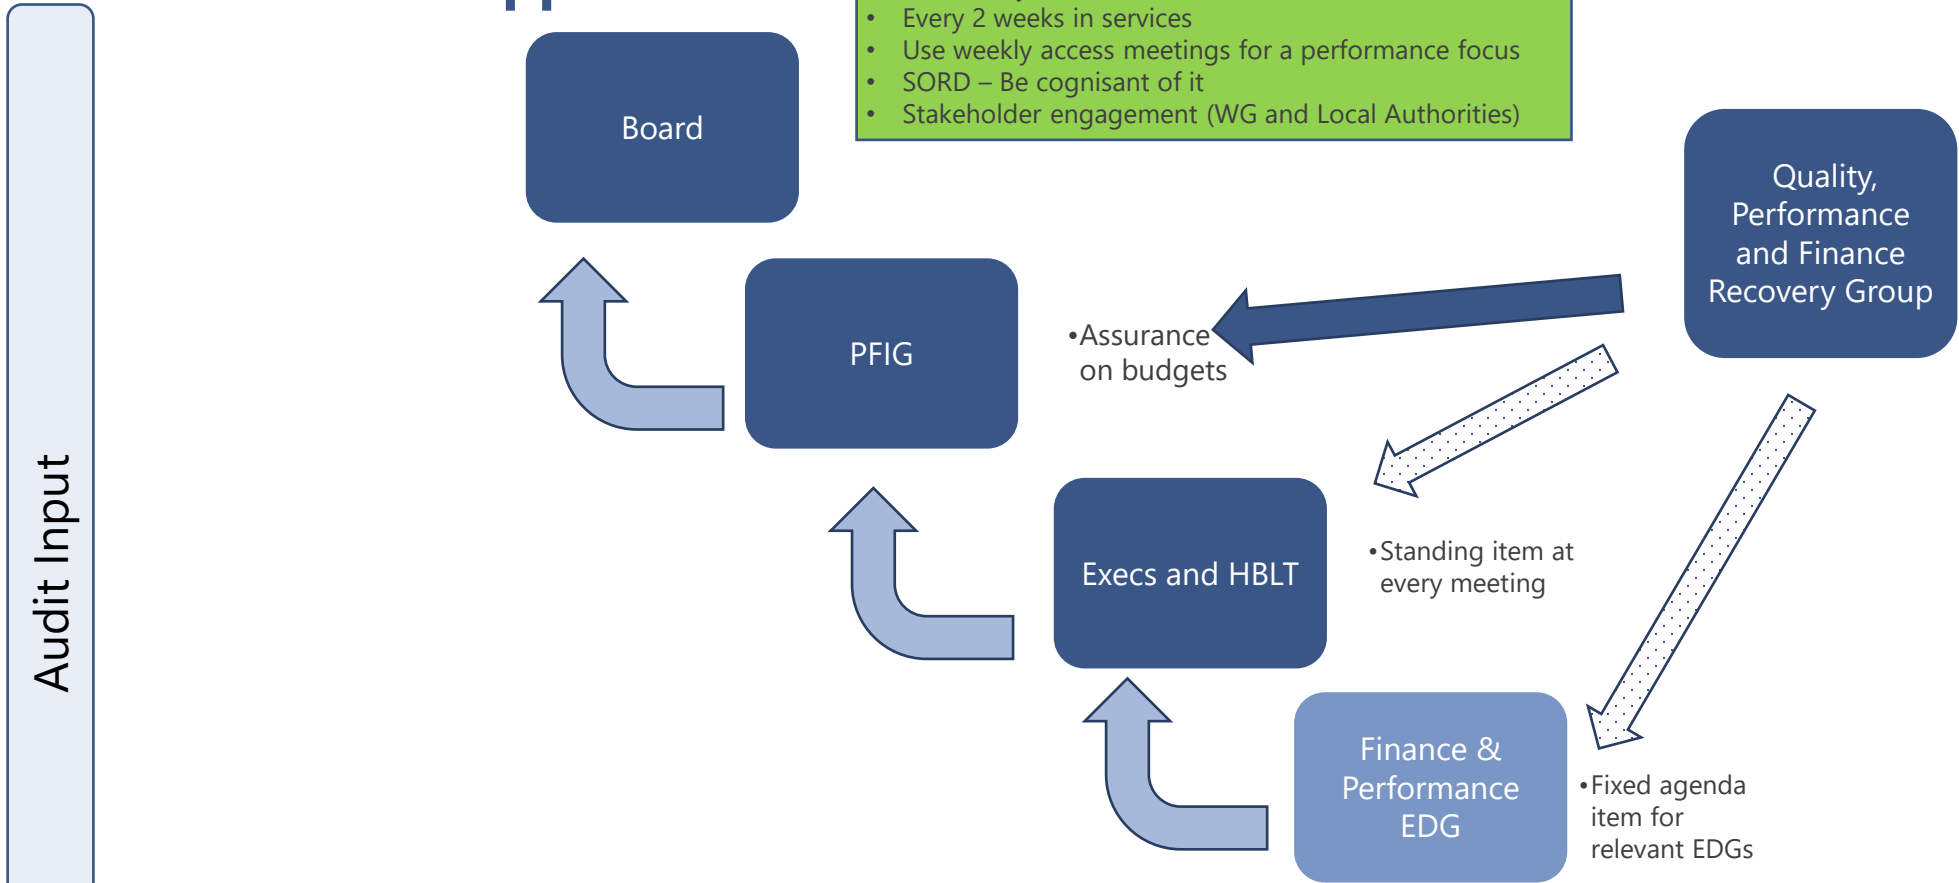 • Every 2 weeks in services
• Use weekly access meetings for a performance focus
• SORD – Be cognisant of it
• Stakeholder engagement (WG and Local Authorities)
Board
Quality,
Performance
and Finance
Recovery Group
PFIG
•Assurance
on budgets
Execs and HBLT
•Standing item at
every meeting
Finance &
Performance
EDG
•Fixed agenda
item for
relevant EDGs
Audit Input